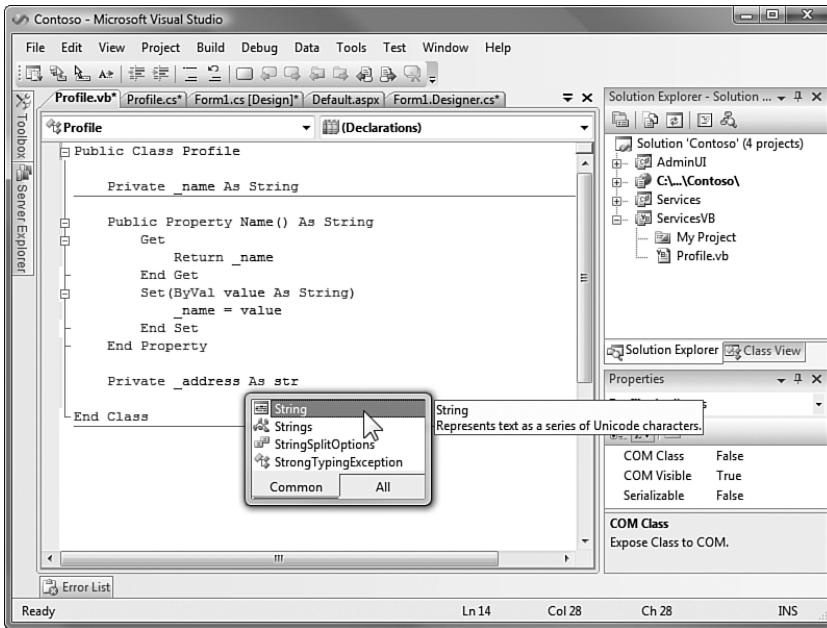 Contoso - Microsoft Visual Studio
File Edit View Project Build Debug Data Tools Test Window Help
Profile.vb* Profile.cs* Form1.cs [Design]* Default.aspx Form1.Designer.cs*
Toolbox
Server Explorer
Profile
(Declarations)
Public Class Profile
Private _name As String
Public Property Name() As String
Get
Return _name
End Get
Set(ByVal value As String)
_name = value
End Set
End Property
Private _address As str
End Class
String
Strings
StringSplitOptions
StrongTypingException
Common All
String
Represents text as a series of Unicode characters.
Solution Explorer - Solution ...
Solution 'Contoso' (4 projects)
AdminUI
C:\...\Contoso\
Services
ServicesVB
My Project
Profile.vb
Solution Explorer Class View
Properties
COM Class False
COM Visible True
Serializable False
COM Class
Expose Class to COM.
Error List
Ready Ln 14 Col 28 Ch 28 INS